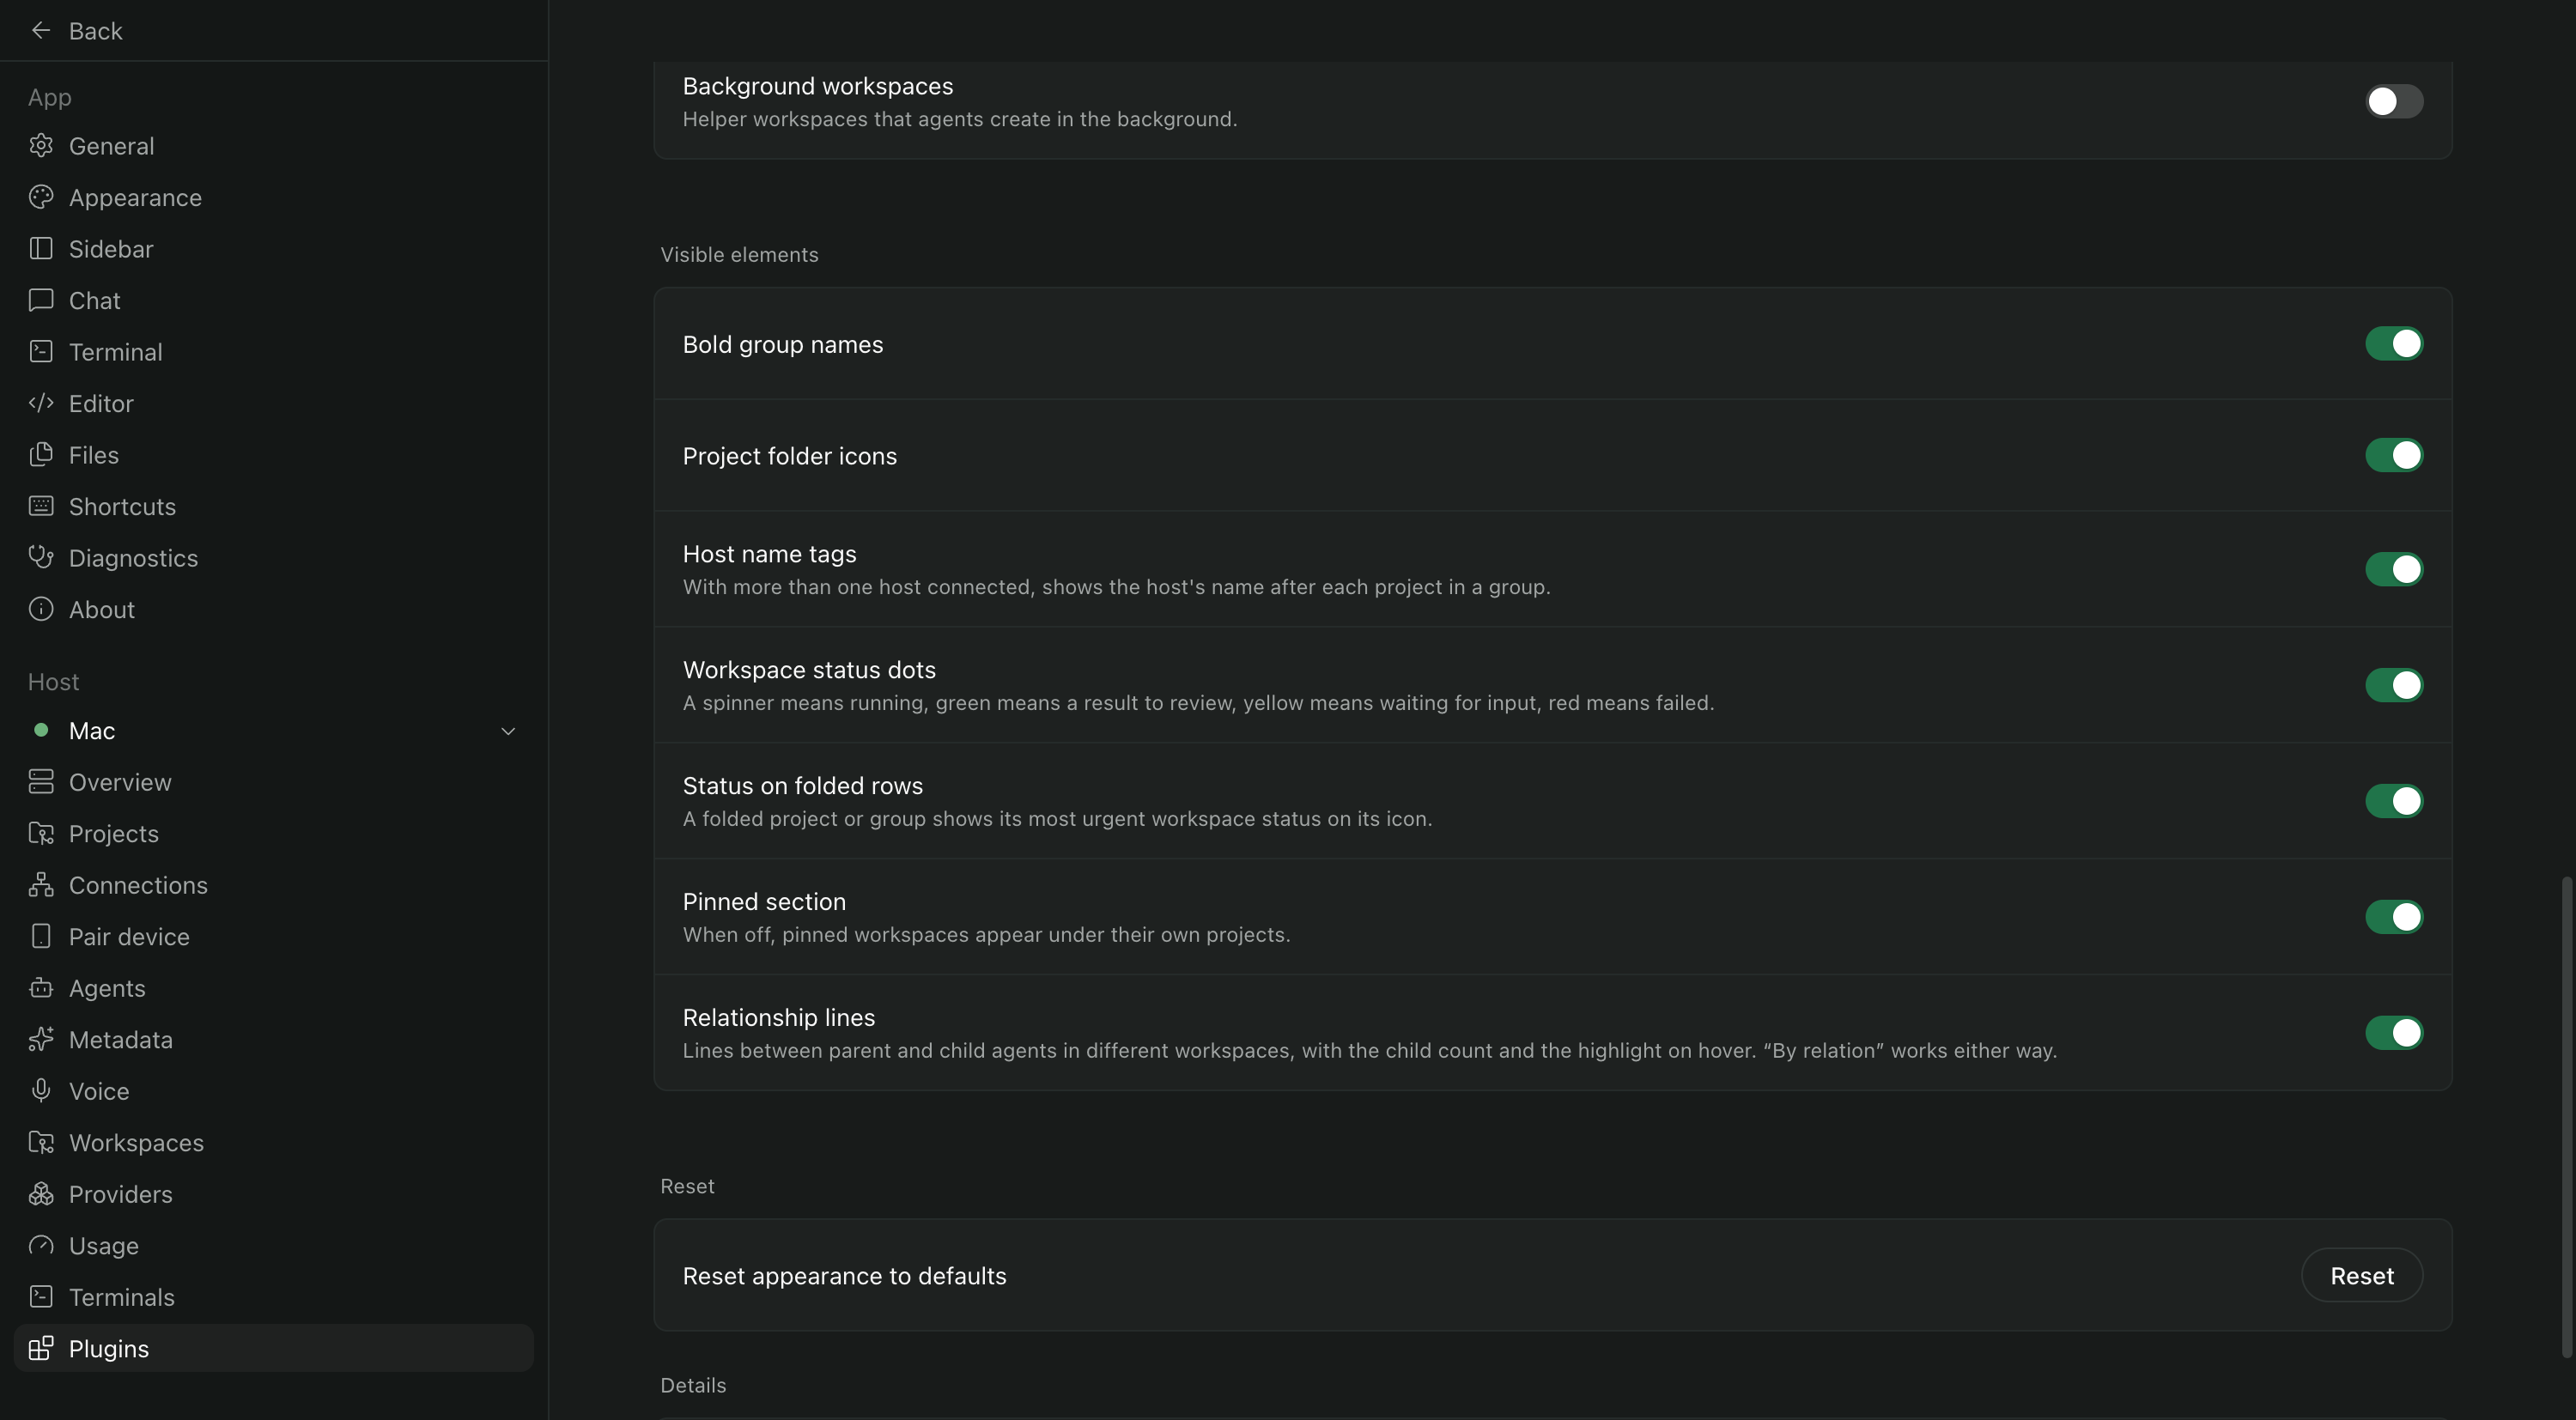 Back
App
General
Appearance
Sidebar
Chat
Terminal
Editor
Files
Shortcuts
Diagnostics
About
Host
Mac
Overview
Projects
Connections
Pair device
Agents
Metadata
Voice
Workspaces
Providers
Usage
Terminals
Plugins
Background workspaces
Helper workspaces that agents create in the background.
Visible elements
Bold group names
Project folder icons
Host name tags
With more than one host connected, shows the host's name after each project in a group.
Workspace status dots
A spinner means running, green means a result to review, yellow means waiting for input, red means failed.
Status on folded rows
A folded project or group shows its most urgent workspace status on its icon.
Pinned section
When off, pinned workspaces appear under their own projects.
Relationship lines
Lines between parent and child agents in different workspaces, with the child count and the highlight on hover. “By relation” works either way.
Reset
Reset appearance to defaults
Reset
Details